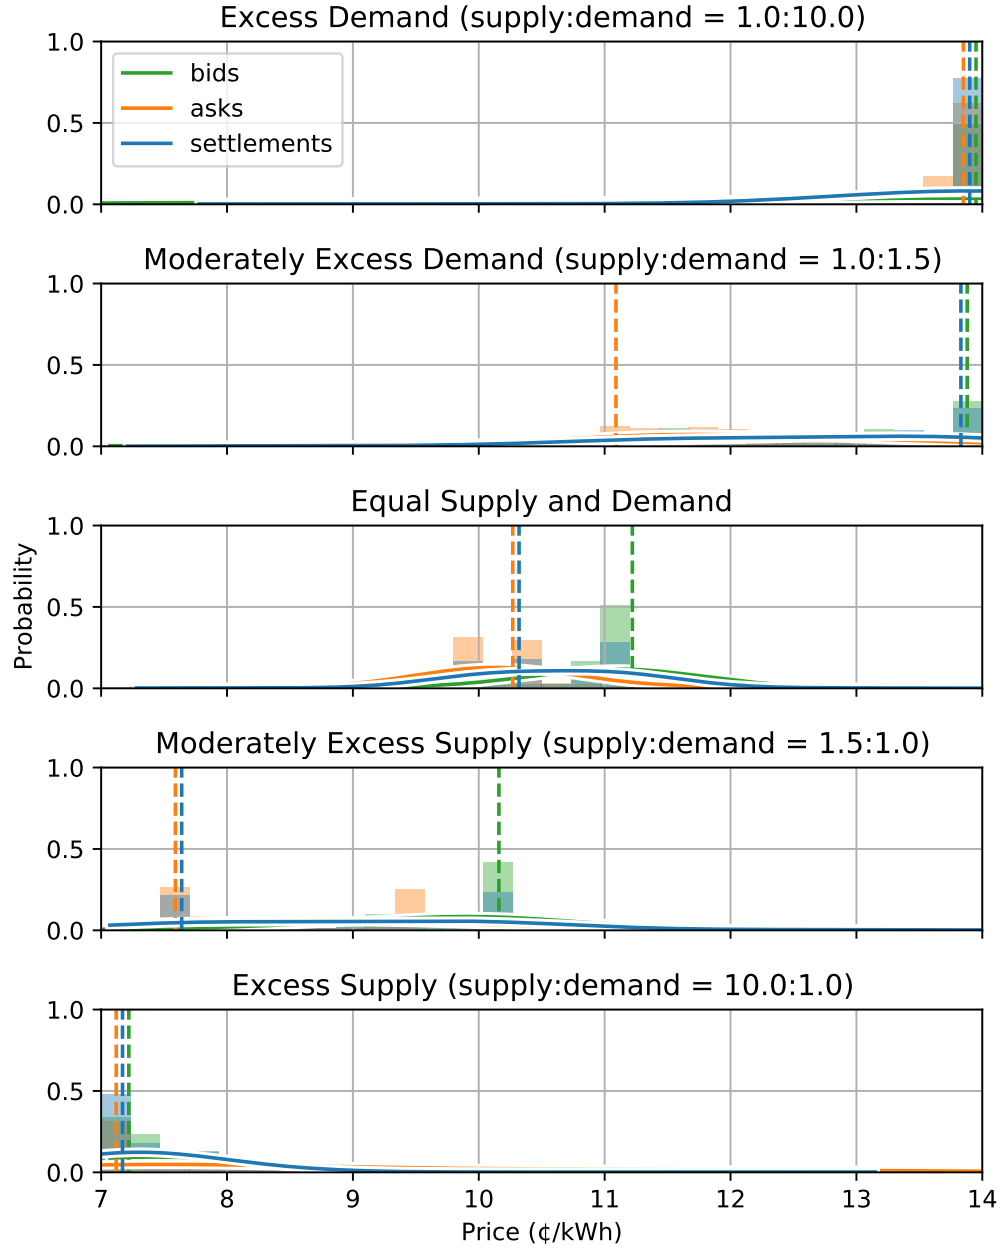 Excess Demand (supply:demand = 1.0:10.0)
1.0
0.5
0.0
bids
asks
settlements
Moderately Excess Demand (supply:demand = 1.0:1.5)
1.0
0.5
0.0
Equal Supply and Demand
1.0
0.5
0.0
Probability
Moderately Excess Supply (supply:demand = 1.5:1.0)
1.0
0.5
0.0
Excess Supply (supply:demand = 10.0:1.0)
1.0
0.5
0.0
7 8 9 10 11 12 13 14
Price (¢/kWh)